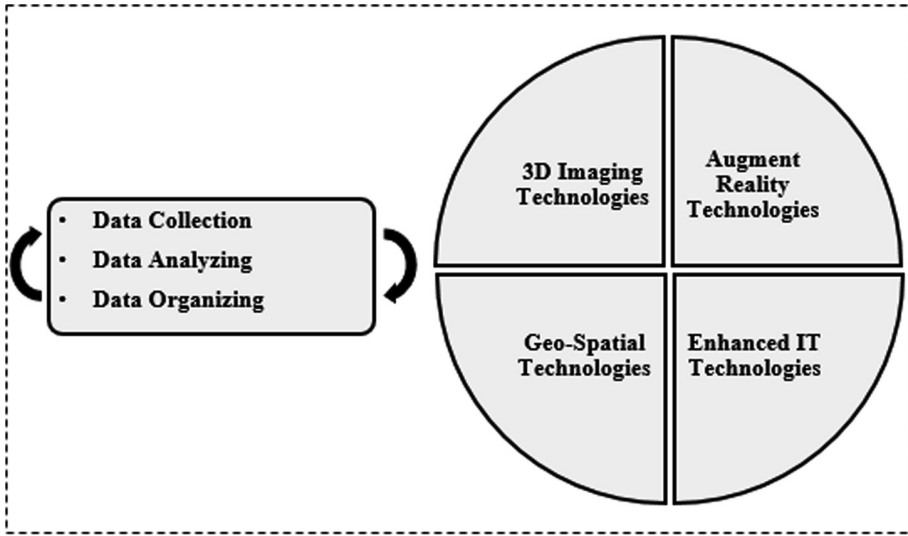 • Data Collection
• Data Analyzing
• Data Organizing
3D Imaging
Technologies
Augment
Reality
Technologies
Geo-Spatial
Technologies
Enhanced IT
Technologies